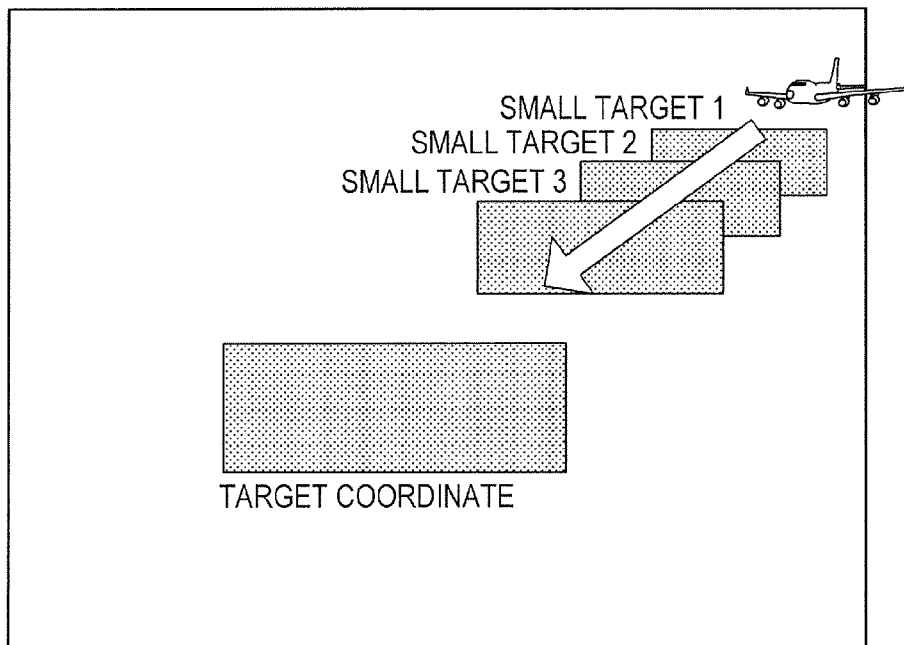 SMALL TARGET 1
SMALL TARGET 2
SMALL TARGET 3
TARGET COORDINATE